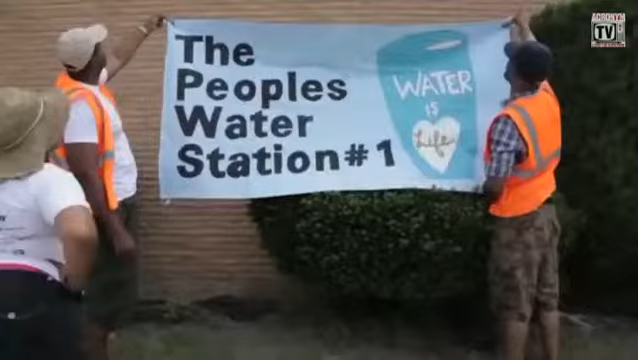 The
Peoples
Water
Station#1
WATER
is
Life
TV